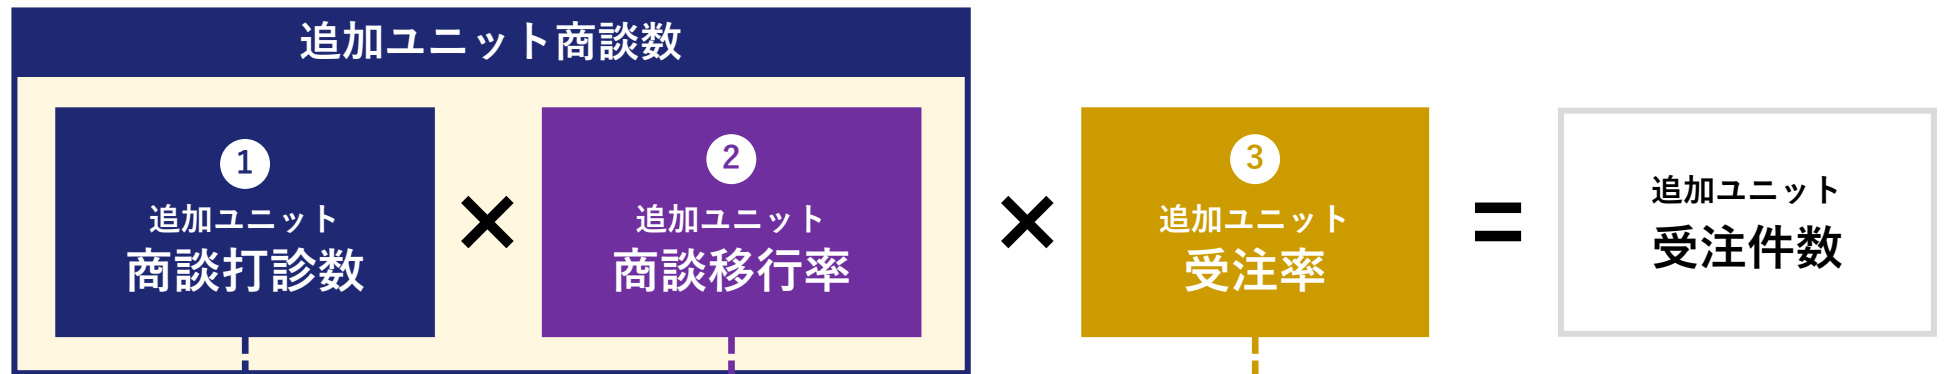 追加ユニット商談数
1
追加ユニット
商談打診数
×
2
追加ユニット
商談移行率
×
3
追加ユニット
受注率
=
追加ユニット
受注件数